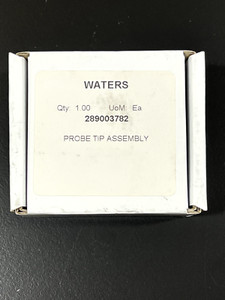 WATERS
Qty: 1.00 UoM: Ea
289003782
PROBE TIP ASSEMBLY